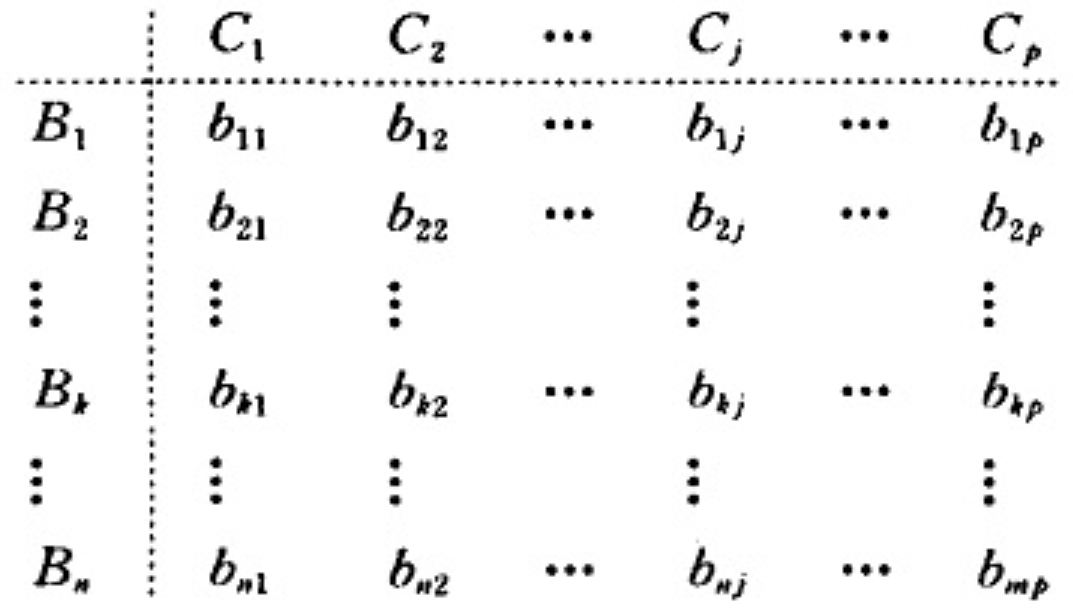 C₁ C₂ ⋯ Cⱼ ⋯ Cₚ
B₁ b₁₁ b₁₂ ⋯ b₁ⱼ ⋯ b₁ₚ
B₂ b₂₁ b₂₂ ⋯ b₂ⱼ ⋯ b₂ₚ
⋮ ⋮ ⋮ ⋮ ⋮
Bₖ bₖ₁ bₖ₂ ⋯ bₖⱼ ⋯ bₖₚ
⋮ ⋮ ⋮ ⋮ ⋮
Bₙ bₙ₁ bₙ₂ ⋯ bₙⱼ ⋯ bₘₚ